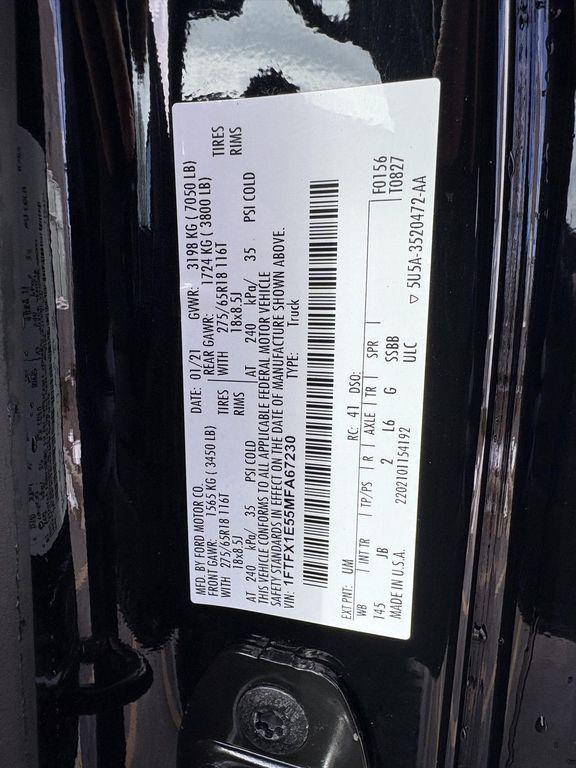 MFD. BY FORD MOTOR CO. DATE: 01/21 GVWR: 3198 KG ( 7050 LB)
FRONT GAWR: 1565 KG ( 3450 LB) REAR GAWR: 1724 KG ( 3800 LB)
WITH 275/65R18 116T TIRES WITH 275/65R18 116T TIRES
18x8.5J RIMS 18x8.5J RIMS
AT 240 kPa/ 35 PSI COLD AT 240 kPa/ 35 PSI COLD
THIS VEHICLE CONFORMS TO ALL APPLICABLE FEDERAL MOTOR VEHICLE
SAFETY STANDARDS IN EFFECT ON THE DATE OF MANUFACTURE SHOWN ABOVE.
VIN: 1FTFX1E55MFA67230 TYPE: Truck
EXT PNT: UM RC: 41 DSO: F0156
WB INT TR TP/PS R AXLE TR SPR T0827
145 JB 2 L6 G SSBB
MADE IN U.S.A. 2202101154192 ULC ▽ 5U5A-3520472-AA